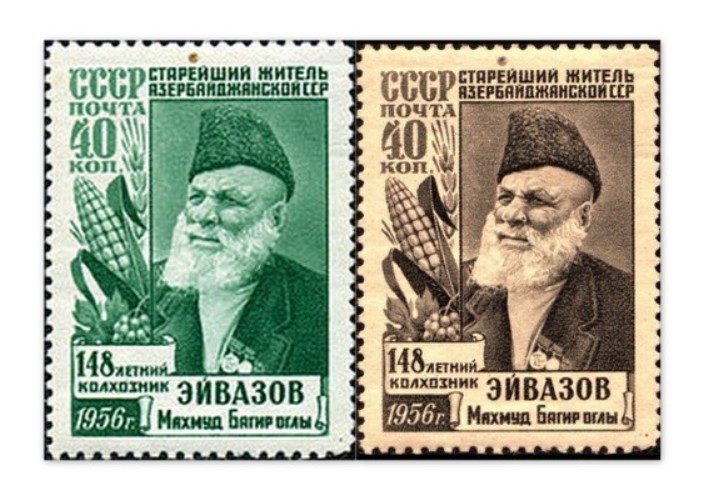 СССР
ПОЧТА
40
КОП.
СТАРЕЙШИЙ ЖИТЕЛЬ
АЗЕРБАЙДЖАНСКОЙ ССР
148 ЛЕТНИЙ
КОЛХОЗНИК
ЭЙВАЗОВ
1956г.
Махмуд Багир оглы
СССР
ПОЧТА
40
КОП.
СТАРЕЙШИЙ ЖИТЕЛЬ
АЗЕРБАЙДЖАНСКОЙ ССР
148 ЛЕТНИЙ
КОЛХОЗНИК
ЭЙВАЗОВ
1956г.
Махмуд Багир оглы